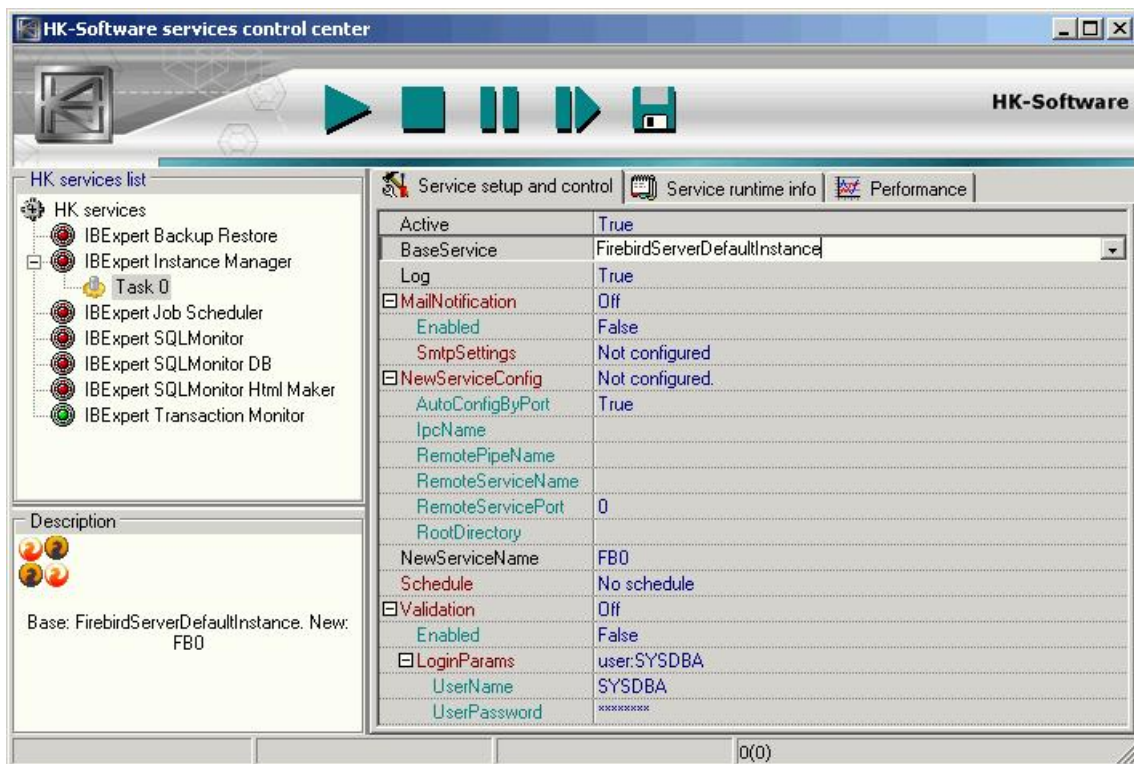 HK-Software services control center
HK-Software
HK services list
HK services
IBExpert Backup Restore
IBExpert Instance Manager
Task 0
IBExpert Job Scheduler
IBExpert SQLMonitor
IBExpert SQLMonitor DB
IBExpert SQLMonitor Html Maker
IBExpert Transaction Monitor
Description
Base: FirebirdServerDefaultInstance. New:
FB0
Service setup and control Service runtime info Performance
Active True
BaseService FirebirdServerDefaultInstance
Log True
MailNotification Off
Enabled False
SmtpSettings Not configured
NewServiceConfig Not configured.
AutoConfigByPort True
IpcName
RemotePipeName
RemoteServiceName
RemoteServicePort 0
RootDirectory
NewServiceName FB0
Schedule No schedule
Validation Off
Enabled False
LoginParams user:SYSDBA
UserName SYSDBA
UserPassword ********
0(0)